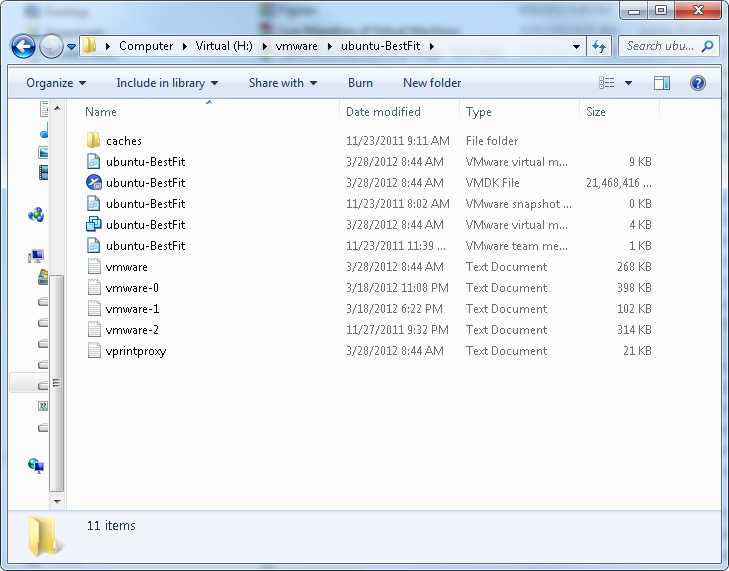 Computer Virtual (H:) vmware ubuntu-BestFit Search ubu...
Organize Include in library Share with Burn New folder
Name Date modified Type Size
caches 11/23/2011 9:11 AM File folder
ubuntu-BestFit 3/28/2012 8:44 AM VMware virtual m... 9 KB
ubuntu-BestFit 3/28/2012 8:44 AM VMDK File 21,468,416 ...
ubuntu-BestFit 11/23/2011 8:02 AM VMware snapshot ... 0 KB
ubuntu-BestFit 3/28/2012 8:44 AM VMware virtual m... 4 KB
ubuntu-BestFit 11/23/2011 11:39 ... VMware team me... 1 KB
vmware 3/28/2012 8:44 AM Text Document 268 KB
vmware-0 3/18/2012 11:08 PM Text Document 398 KB
vmware-1 3/18/2012 6:22 PM Text Document 102 KB
vmware-2 11/27/2011 9:32 PM Text Document 314 KB
vprintproxy 3/28/2012 8:44 AM Text Document 21 KB
11 items